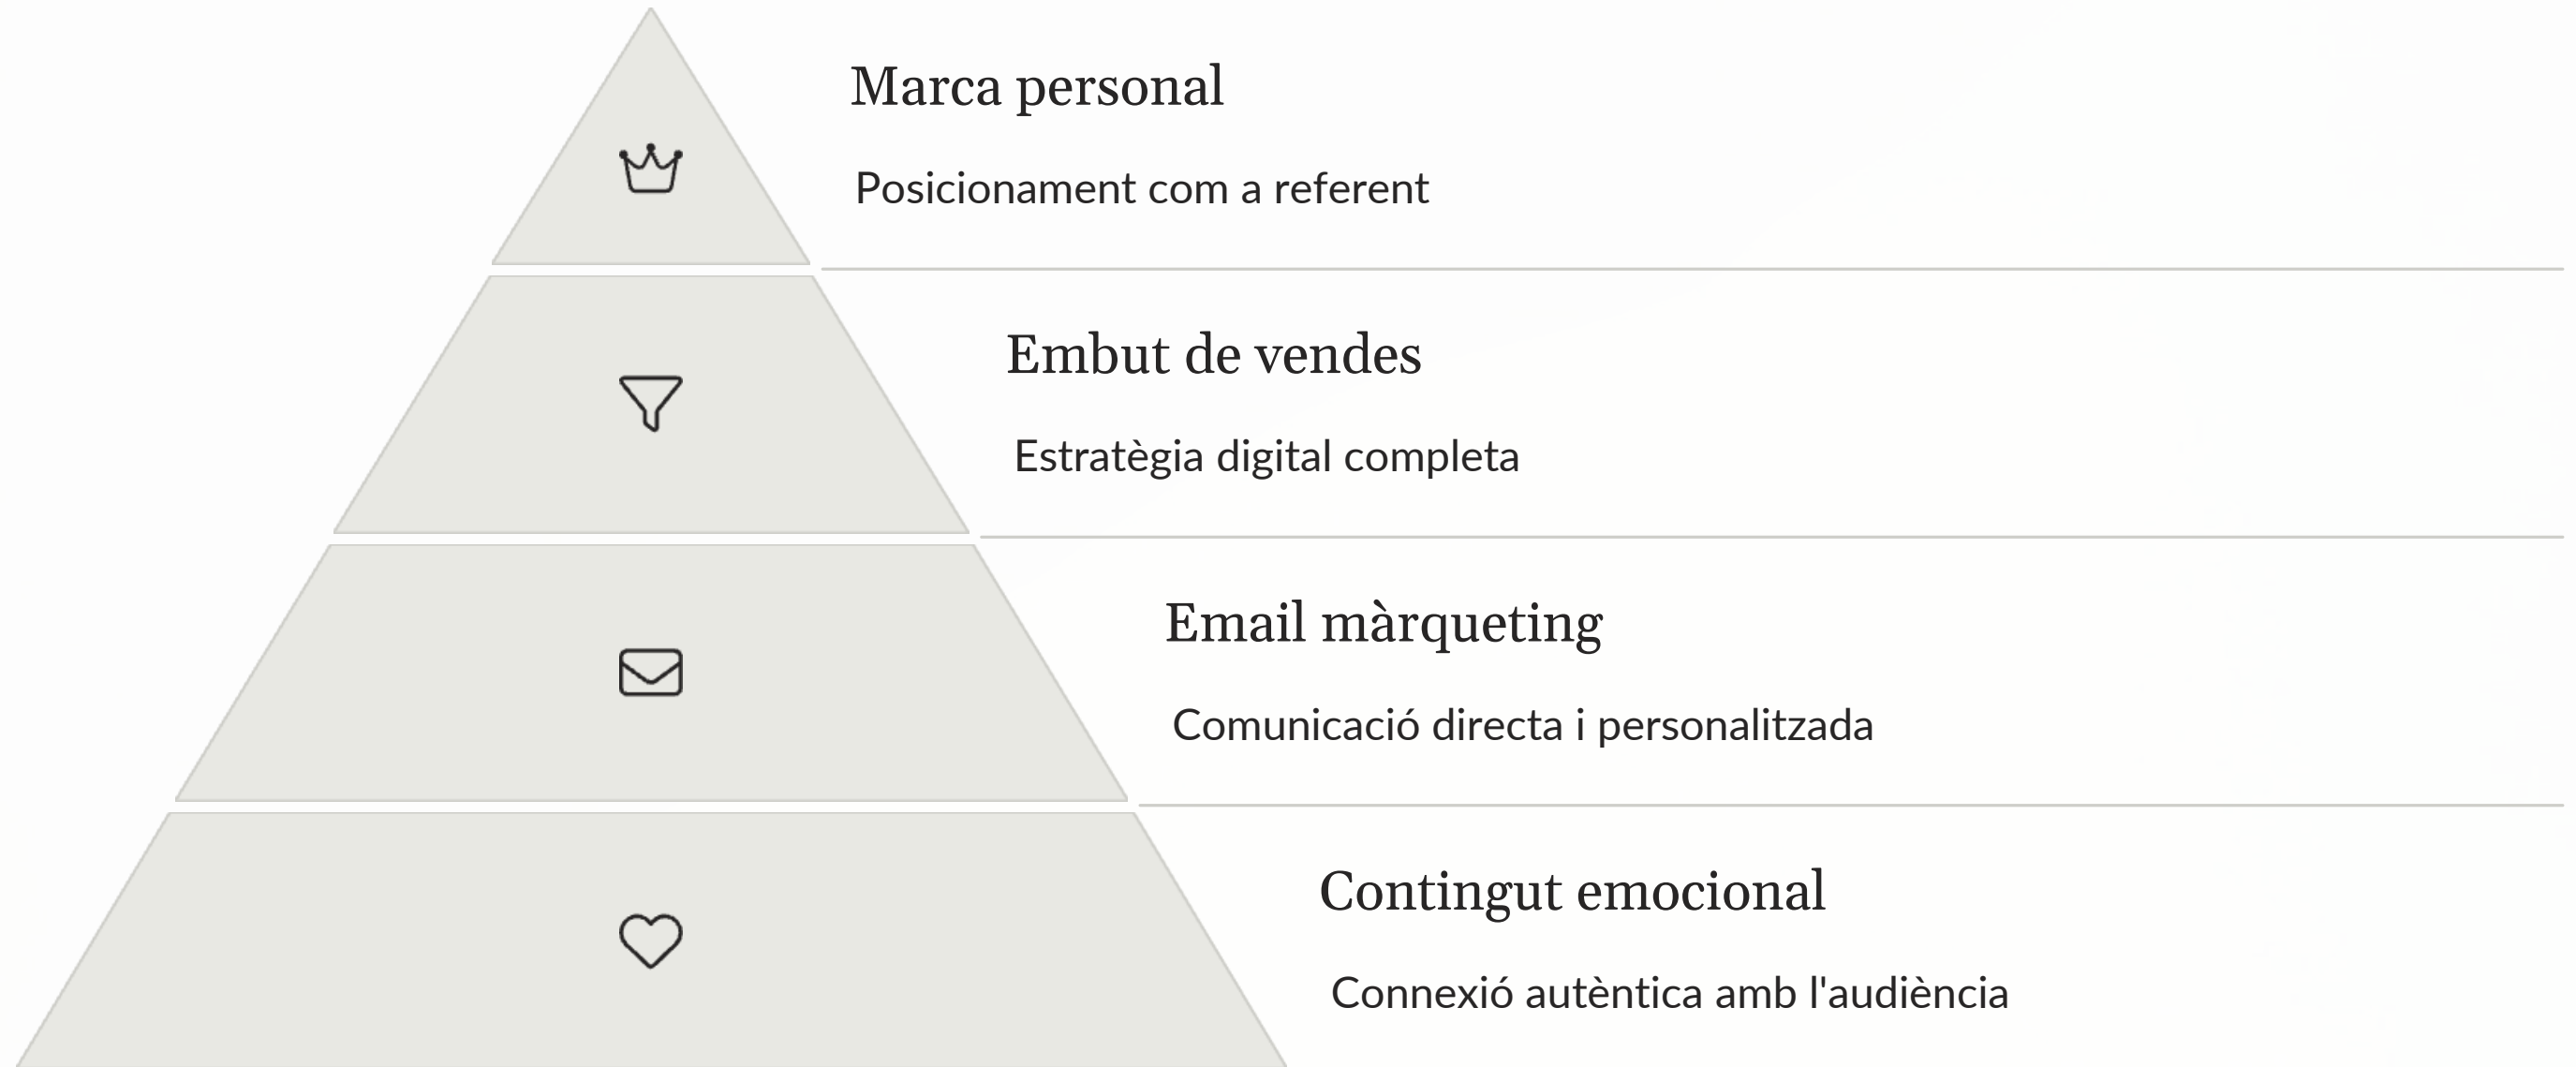 Marca personal
Posicionament com a referent
Embut de vendes
Estratègia digital completa
Email màrqueting
Comunicació directa i personalitzada
Contingut emocional
Connexió autèntica amb l'audiència